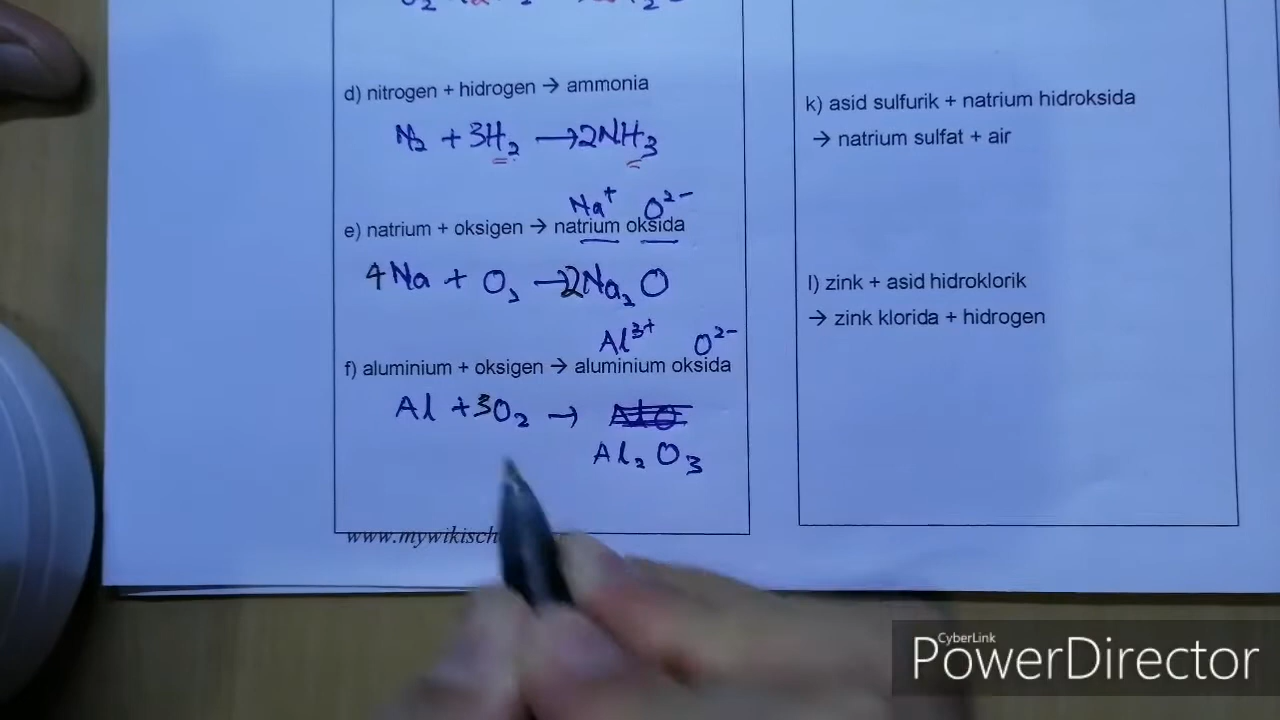 d) nitrogen + hidrogen → ammonia
N₂ + 3H₂ → 2NH₃
Na⁺ O²⁻
e) natrium + oksigen → natrium oksida
4Na + O₂ → 2Na₂O
Al³⁺ O²⁻
f) aluminium + oksigen → aluminium oksida
Al + 3O₂ →
Al₂O₃
k) asid sulfurik + natrium hidroksida
→ natrium sulfat + air
l) zink + asid hidroklorik
→ zink klorida + hidrogen
CyberLink
PowerDirector